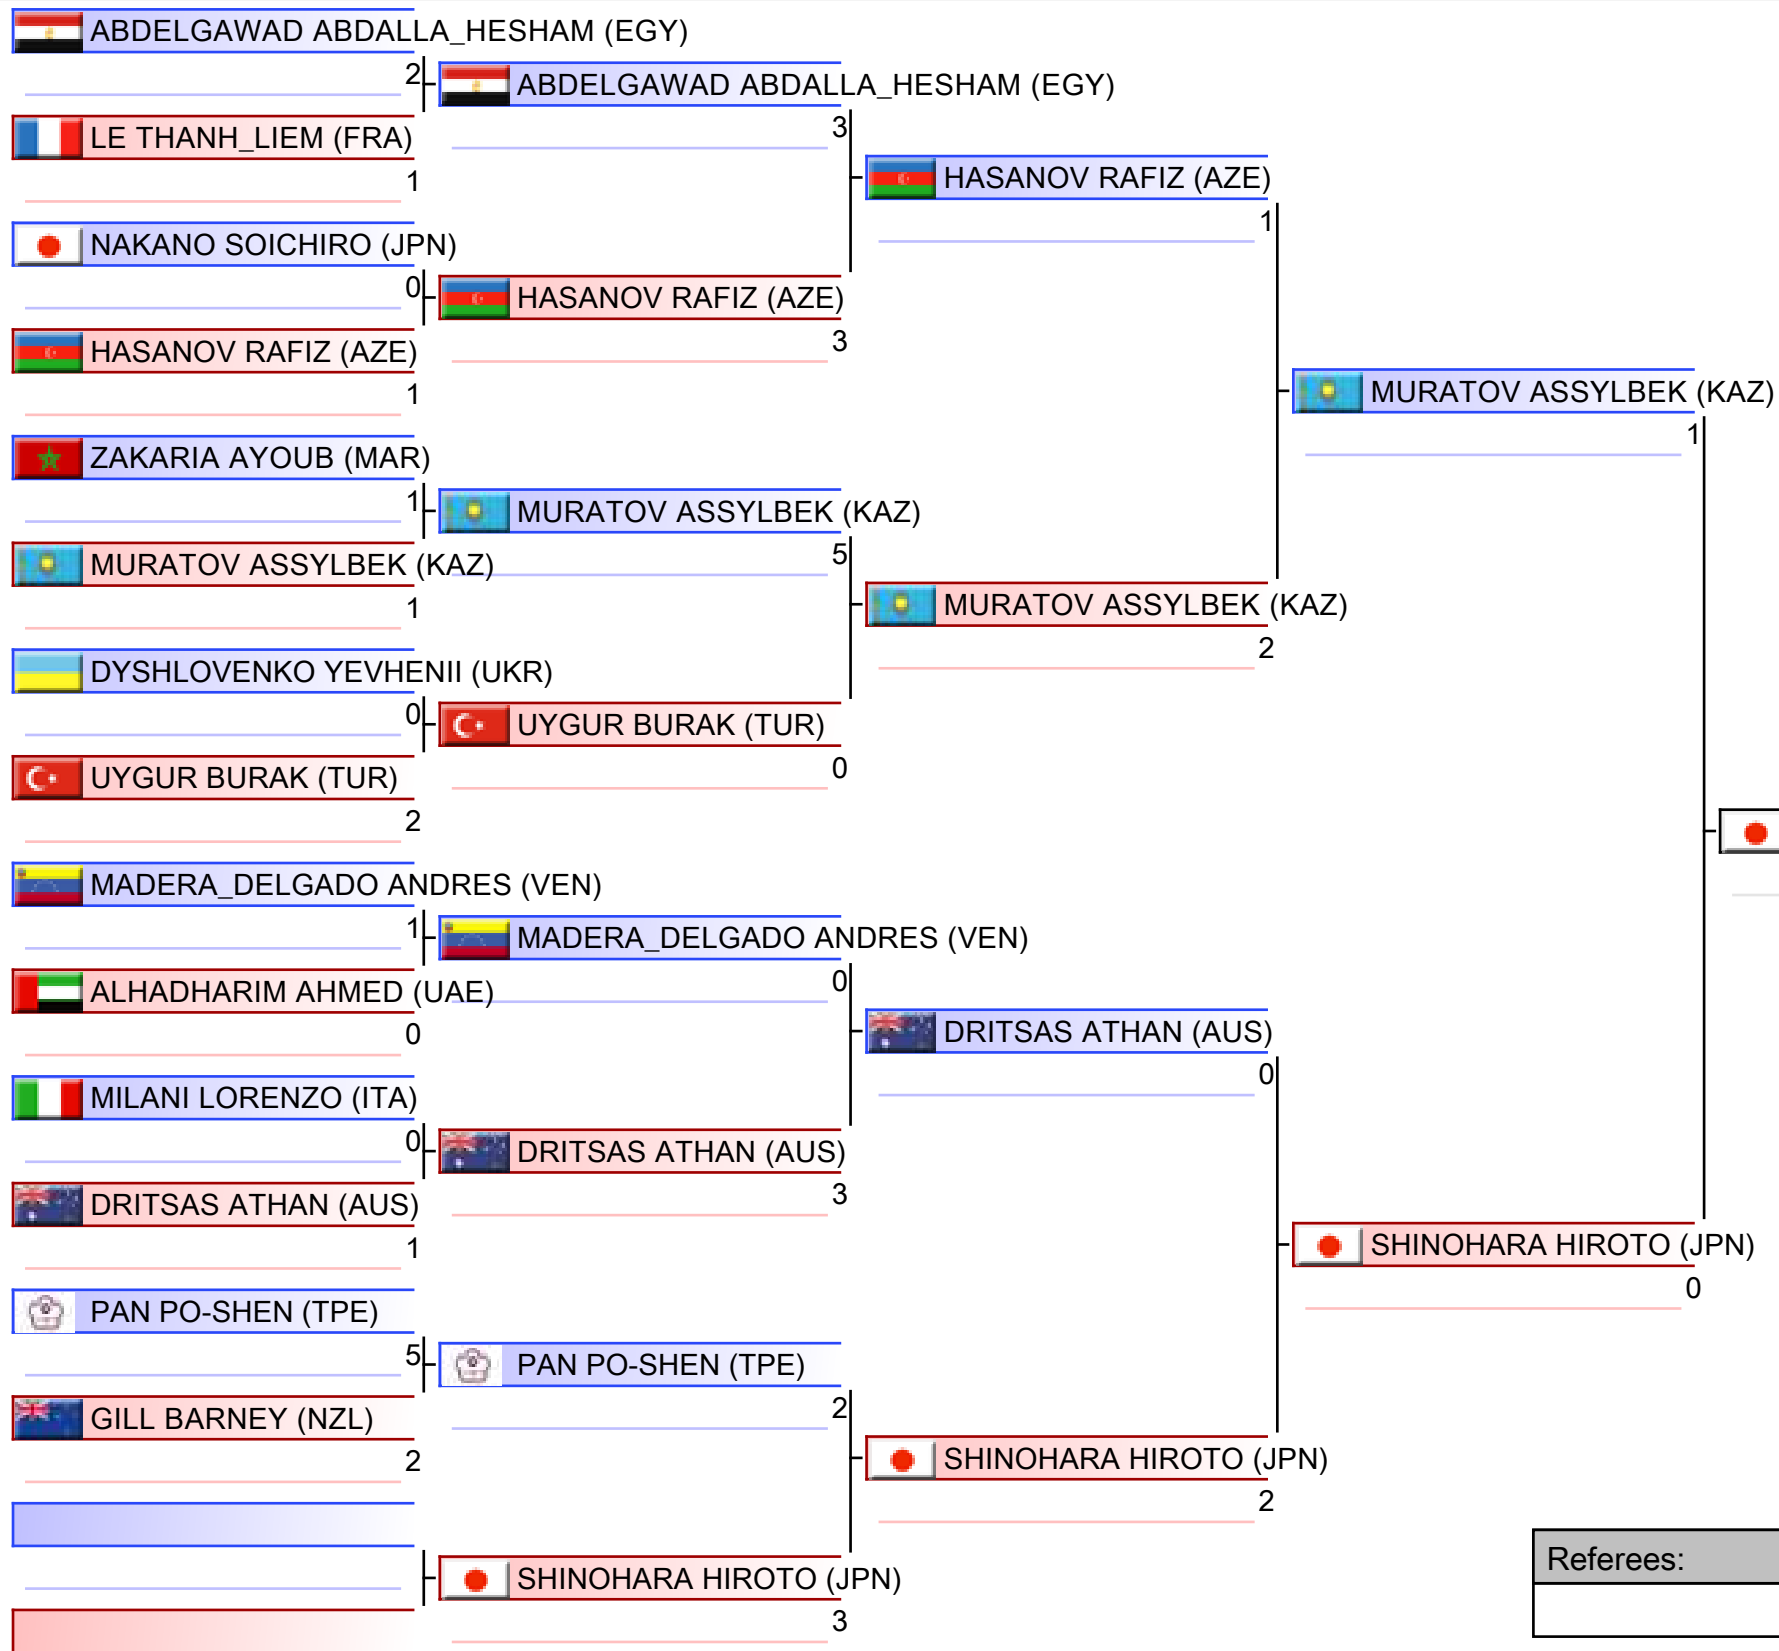 ABDELGAWAD ABDALLA_HESHAM (EGY)
2
LE THANH_LIEM (FRA)
1
NAKANO SOICHIRO (JPN)
0
HASANOV RAFIZ (AZE)
1
ZAKARIA AYOUB (MAR)
1
MURATOV ASSYLBEK (KAZ)
1
DYSHLOVENKO YEVHENII (UKR)
0
UYGUR BURAK (TUR)
2
MADERA_DELGADO ANDRES (VEN)
1
ALHADHARIM AHMED (UAE)
0
MILANI LORENZO (ITA)
0
DRITSAS ATHAN (AUS)
1
PAN PO-SHEN (TPE)
5
GILL BARNEY (NZL)
2
ABDELGAWAD ABDALLA_HESHAM (EGY)
3
HASANOV RAFIZ (AZE)
3
MURATOV ASSYLBEK (KAZ)
5
UYGUR BURAK (TUR)
0
MADERA_DELGADO ANDRES (VEN)
0
DRITSAS ATHAN (AUS)
3
PAN PO-SHEN (TPE)
2
SHINOHARA HIROTO (JPN)
3
HASANOV RAFIZ (AZE)
1
MURATOV ASSYLBEK (KAZ)
2
DRITSAS ATHAN (AUS)
0
SHINOHARA HIROTO (JPN)
2
MURATOV ASSYLBEK (KAZ)
1
SHINOHARA HIROTO (JPN)
0
Referees: